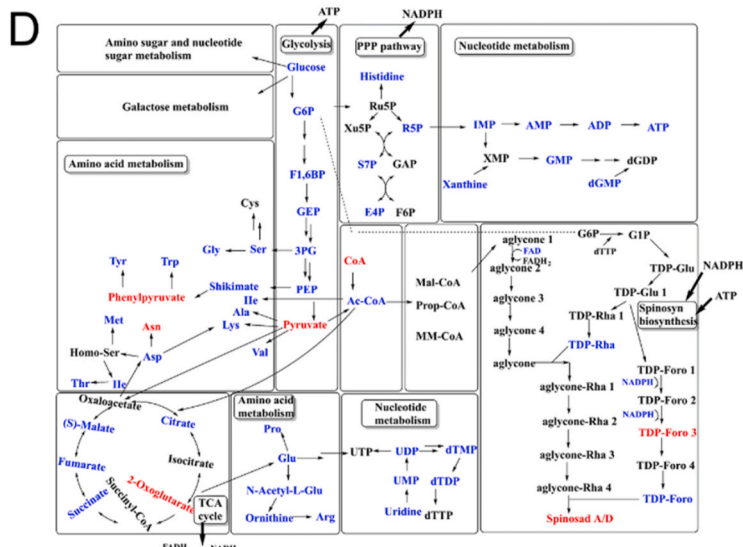 D
ATP
NADPH
Amino sugar and nucleotide
sugar metabolism
Glycolysis
PPP pathway
Nucleotide metabolism
Glucose
Galactose metabolism
G6P
Histidine
Ru5P
Xu5P
R5P
IMP
AMP
ADP
ATP
S7P
GAP
XMP
GMP
dGDP
Xanthine
dGMP
E4P
F6P
Amino acid metabolism
F1,6BP
GEP
Cys
Gly
Ser
3PG
Tyr
Trp
Shikimate
PEP
Phenylpyruvate
IIe
Ala
Lys
Pyruvate
Val
Met
Asn
Homo-Ser
Asp
Thr
IIe
CoA
Ac-CoA
Mal-CoA
Prop-CoA
MM-CoA
aglycone 1
FAD
FADH2
aglycone 2
aglycone 3
aglycone 4
aglycone
aglycone-Rha 1
aglycone-Rha 2
aglycone-Rha 3
aglycone-Rha 4
Spinosad A/D
G6P
dTTP
G1P
TDP-Glu
NADPH
TDP-Glu 1
ATP
Spinosyn
biosynthesis
TDP-Rha 1
TDP-Rha
TDP-Foro 1
NADPH
TDP-Foro 2
NADPH
TDP-Foro 3
TDP-Foro 4
TDP-Foro
Oxaloacetate
(S)-Malate
Citrate
Fumarate
Isocitrate
Succinate
Succinyl-CoA
2-Oxoglutarate
TCA
cycle
FADH
NADH
Amino acid
metabolism
Pro
Glu
N-Acetyl-L-Glu
Ornithine
Arg
Nucleotide
metabolism
UTP
UDP
dTMP
UMP
dTDP
Uridine
dTTP